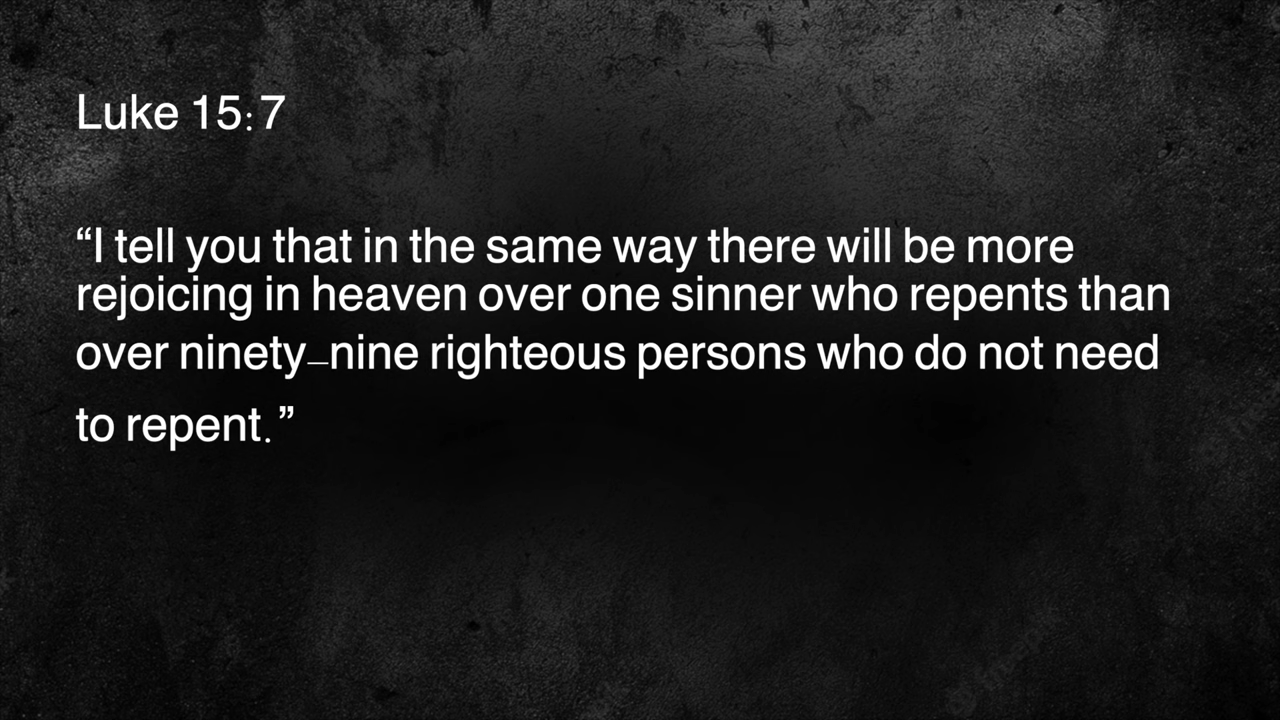 Luke 15:7
“I tell you that in the same way there will be more
rejoicing in heaven over one sinner who repents than
over ninety–nine righteous persons who do not need
to repent.”